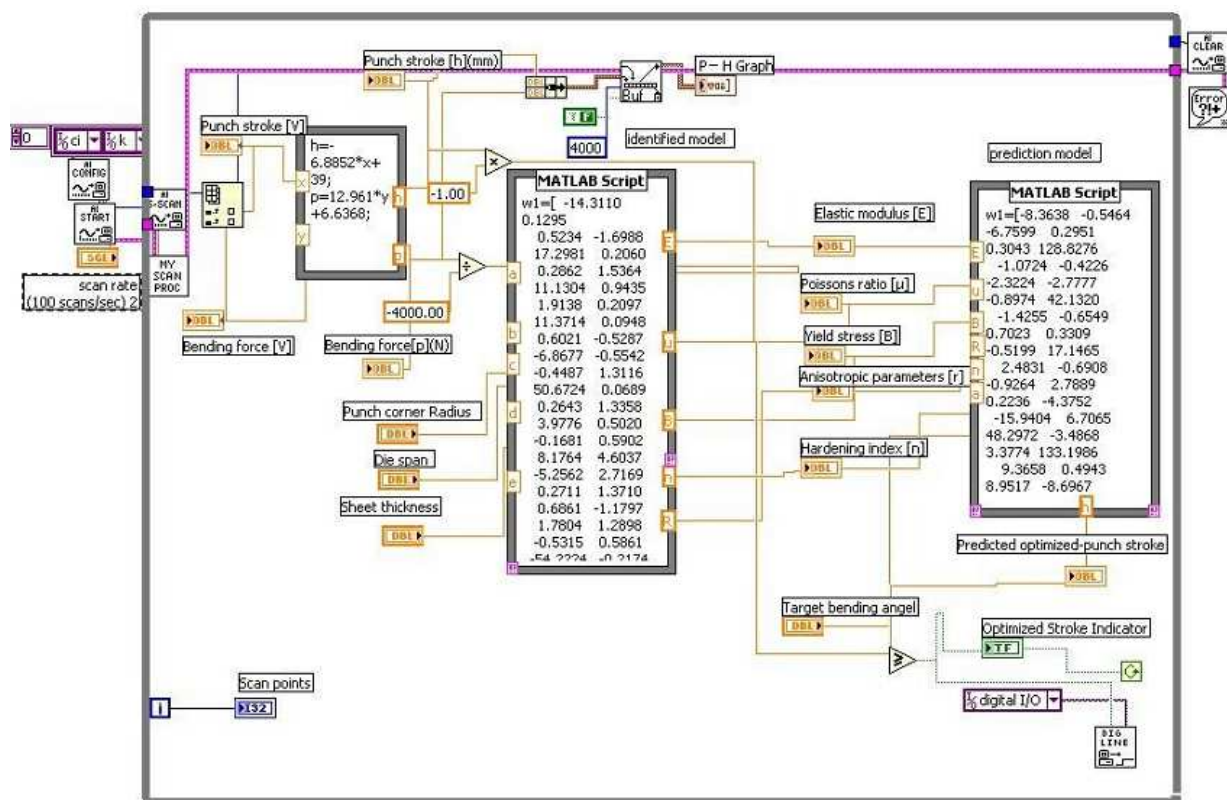 AI CLEAR
Error
?!+
Punch stroke [h](mm)
DBL
DBL
DBL
Buf
P-H Graph
TF
4000
identified model
0
I/O ci
I/O k
AI CONFIG
AI START
SGL
scan rate
(100 scans/sec) 2
AI
S-SCAN
MY
SCAN
PROC
Punch stroke [V]
DBL
h=-
6.8852*x+
39;
p=12.961*y
+6.6368;
x
y
h
p
-1.00
×
÷
-4000.00
DBL
Bending force [V]
Bending force[p](N)
DBL
Punch corner Radius
DBL
Die span
DBL
Sheet thickness
DBL
MATLAB Script
w1=[ -14.3110
0.1295
0.5234 -1.6988
17.2981 0.2060
0.2862 1.5364
11.1304 0.9435
1.9138 0.2097
11.3714 0.0948
0.6021 -0.5287
-6.8677 -0.5542
-0.4487 1.3116
50.6724 0.0689
0.2643 1.3358
3.9776 0.5020
-0.1681 0.5902
8.1764 4.6037
-5.2562 2.7169
0.2711 1.3710
0.6861 -1.1797
1.7804 1.2898
-0.5315 0.5861
-54.2224 -0.2174
a
b
c
d
e
E
u
B
n
R
Elastic modulus [E]
DBL
Poissons ratio [μ]
DBL
Yield stress [B]
DBL
Anisotropic parameters [r]
DBL
Hardening index [n]
DBL
prediction model
MATLAB Script
w1=[-8.3638 -0.5464
-6.7599 0.2951
0.3043 128.8276
-1.0724 -0.4226
-2.3224 -2.7777
-0.8974 42.1320
-1.4255 -0.6549
0.7023 0.3309
-0.5199 17.1465
2.4831 -0.6908
-0.9264 2.7889
0.2236 -4.3752
-15.9404 6.7065
48.2972 -3.4868
3.3774 133.1986
9.3658 0.4943
8.9517 -8.6967
E
u
B
R
n
a
h
Predicted optimized-punch stroke
DBL
Target bending angel
DBL
≥
Optimized Stroke Indicator
TF
I/O digital I/O
DIG
LINE
Scan points
i
I32